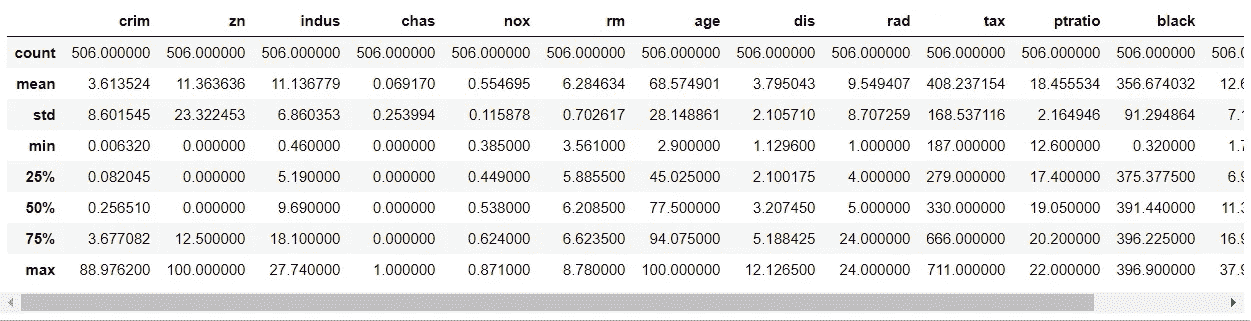 crim zn indus chas nox rm age dis rad tax ptratio black
count 506.000000 506.000000 506.000000 506.000000 506.000000 506.000000 506.000000 506.000000 506.000000 506.000000 506.000000 506.000000 506.0
mean 3.613524 11.363636 11.136779 0.069170 0.554695 6.284634 68.574901 3.795043 9.549407 408.237154 18.455534 356.674032 12.6
std 8.601545 23.322453 6.860353 0.253994 0.115878 0.702617 28.148861 2.105710 8.707259 168.537116 2.164946 91.294864 7.1
min 0.006320 0.000000 0.460000 0.000000 0.385000 3.561000 2.900000 1.129600 1.000000 187.000000 12.600000 0.320000 1.7
25% 0.082045 0.000000 5.190000 0.000000 0.449000 5.885500 45.025000 2.100175 4.000000 279.000000 17.400000 375.377500 6.9
50% 0.256510 0.000000 9.690000 0.000000 0.538000 6.208500 77.500000 3.207450 5.000000 330.000000 19.050000 391.440000 11.3
75% 3.677082 12.500000 18.100000 0.000000 0.624000 6.623500 94.075000 5.188425 24.000000 666.000000 20.200000 396.225000 16.9
max 88.976200 100.000000 27.740000 1.000000 0.871000 8.780000 100.000000 12.126500 24.000000 711.000000 22.000000 396.900000 37.9